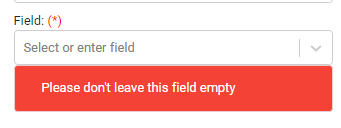 Field: (*)
Select or enter field
Please don't leave this field empty